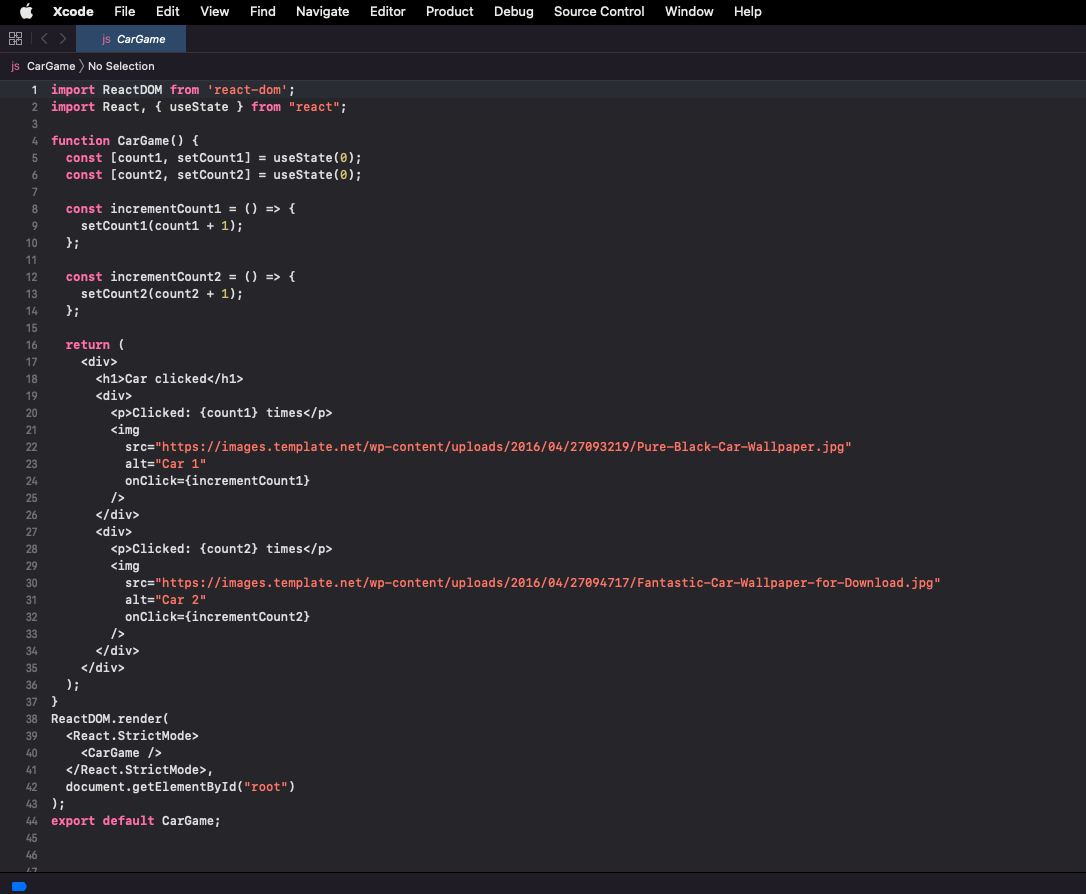 Xcode File Edit View Find Navigate Editor Product Debug Source Control Window Help
js CarGame
js CarGame No Selection
1 import ReactDOM from 'react-dom';
2 import React, { useState } from "react";
3
4 function CarGame() {
5   const [count1, setCount1] = useState(0);
6   const [count2, setCount2] = useState(0);
7
8   const incrementCount1 = () => {
9     setCount1(count1 + 1);
10   };
11
12   const incrementCount2 = () => {
13     setCount2(count2 + 1);
14   };
15
16   return (
17     <div>
18       <h1>Car clicked</h1>
19       <div>
20         <p>Clicked: {count1} times</p>
21         <img
22           src="https://images.template.net/wp-content/uploads/2016/04/27093219/Pure-Black-Car-Wallpaper.jpg"
23           alt="Car 1"
24           onClick={incrementCount1}
25         />
26       </div>
27       <div>
28         <p>Clicked: {count2} times</p>
29         <img
30           src="https://images.template.net/wp-content/uploads/2016/04/27094717/Fantastic-Car-Wallpaper-for-Download.jpg"
31           alt="Car 2"
32           onClick={incrementCount2}
33         />
34       </div>
35     </div>
36   );
37 }
38 ReactDOM.render(
39   <React.StrictMode>
40     <CarGame />
41   </React.StrictMode>,
42   document.getElementById("root")
43 );
44 export default CarGame;
45
46
47